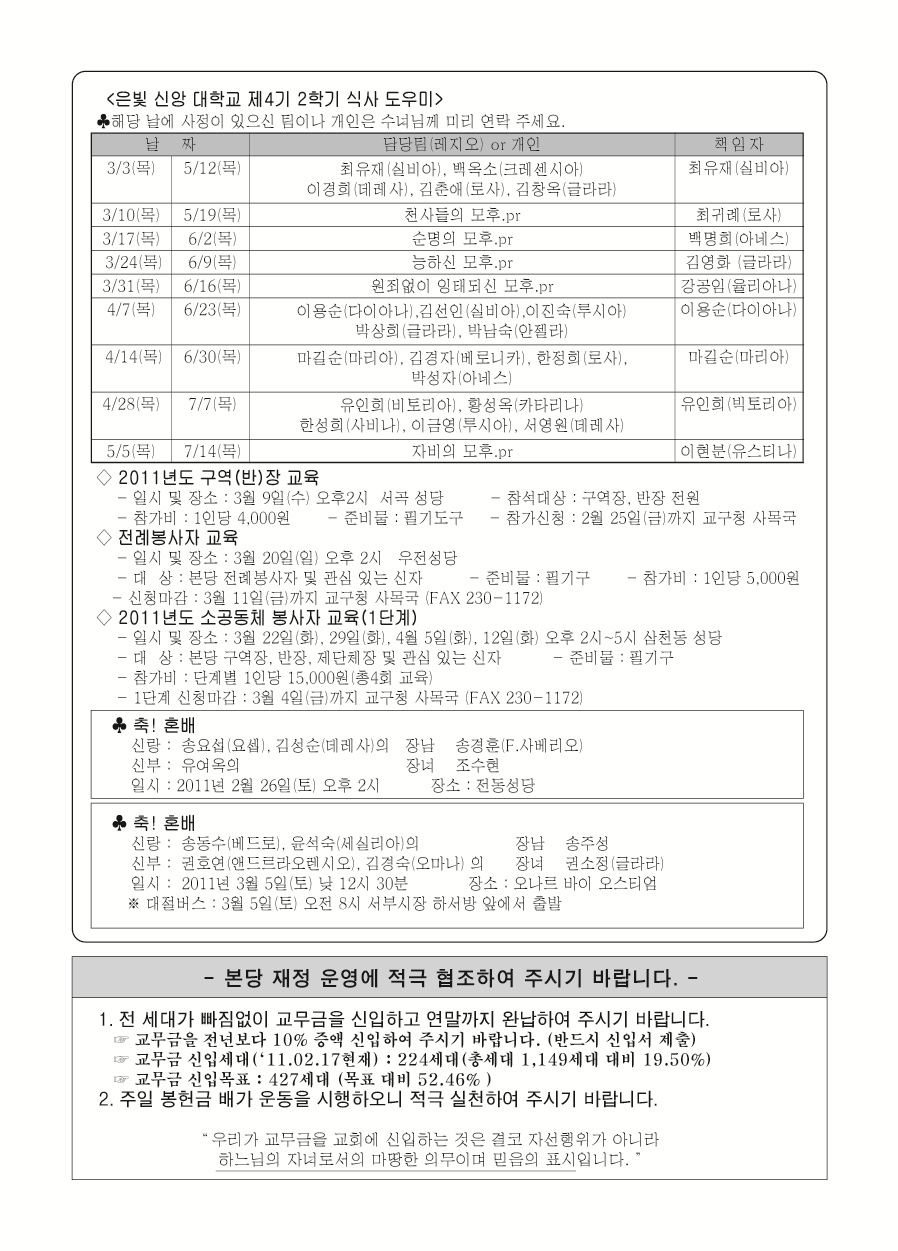 <은빛 신앙 대학교 제4기 2학기 식사 도우미>
♣해당 날에 사정이 있으신 팀이나 개인은 수녀님께 미리 연락 주세요.
날 짜 담당팀(레지오) or 개인 책임자
3/3(목) 5/12(목) 최유재(실비아), 백옥소(크레센시아) 최유재(실비아)
이경희(데레사), 김춘애(로사), 김창옥(글라라)
3/10(목) 5/19(목) 천사들의 모후.pr 최귀례(로사)
3/17(목) 6/2(목) 순명의 모후.pr 백명희(아네스)
3/24(목) 6/9(목) 능하신 모후.pr 김영화 (글라라)
3/31(목) 6/16(목) 원죄없이 잉태되신 모후.pr 강공임(율리아나)
4/7(목) 6/23(목) 이용순(다이아나),김선인(실비아),이진숙(루시아) 이용순(다이아나)
박상희(글라라), 박남숙(안젤라)
4/14(목) 6/30(목) 마길순(마리아), 김경자(베로니카), 한정희(로사), 마길순(마리아)
박성자(아네스)
4/28(목) 7/7(목) 유인희(비토리아), 황성옥(카타리나) 유인희(빅토리아)
한성희(사비나), 이금영(루시아), 서영원(데레사)
5/5(목) 7/14(목) 자비의 모후.pr 이현분(유스티나)
◇ 2011년도 구역(반)장 교육
- 일시 및 장소 : 3월 9일(수) 오후2시 서곡 성당 - 참석대상 : 구역장, 반장 전원
- 참가비 : 1인당 4,000원 - 준비물 : 필기도구 - 참가신청 : 2월 25일(금)까지 교구청 사목국
◇ 전례봉사자 교육
- 일시 및 장소 : 3월 20일(일) 오후 2시 우전성당
- 대 상 : 본당 전례봉사자 및 관심 있는 신자 - 준비물 : 필기구 - 참가비 : 1인당 5,000원
- 신청마감 : 3월 11일(금)까지 교구청 사목국 (FAX 230-1172)
◇ 2011년도 소공동체 봉사자 교육(1단계)
- 일시 및 장소 : 3월 22일(화), 29일(화), 4월 5일(화), 12일(화) 오후 2시~5시 삼천동 성당
- 대 상 : 본당 구역장, 반장, 제단체장 및 관심 있는 신자 - 준비물 : 필기구
- 참가비 : 단계별 1인당 15,000원(총4회 교육)
- 1단계 신청마감 : 3월 4일(금)까지 교구청 사목국 (FAX 230-1172)
♣ 축! 혼배
신랑 : 송요섭(요셉), 김성순(데레사)의 장남 송경훈(F.사베리오)
신부 : 유여옥의 장녀 조수현
일시 : 2011년 2월 26일(토) 오후 2시 장소 : 전동성당
♣ 축! 혼배
신랑 : 송동수(베드로), 윤석숙(세실리아)의 장남 송주성
신부 : 권호연(앤드르라오렌시오), 김경숙(오마나) 의 장녀 권소정(글라라)
일시 : 2011년 3월 5일(토) 낮 12시 30분 장소 : 오나르 바이 오스티엄
※ 대절버스 : 3월 5일(토) 오전 8시 서부시장 하서방 앞에서 출발
- 본당 재정 운영에 적극 협조하여 주시기 바랍니다. -
1. 전 세대가 빠짐없이 교무금을 신입하고 연말까지 완납하여 주시기 바랍니다.
☞ 교무금을 전년보다 10% 증액 신입하여 주시기 바랍니다. (반드시 신입서 제출)
☞ 교무금 신입세대(‘11.02.17현재) : 224세대(총세대 1,149세대 대비 19.50%)
☞ 교무금 신입목표 : 427세대 (목표 대비 52.46% )
2. 주일 봉헌금 배가 운동을 시행하오니 적극 실천하여 주시기 바랍니다.
“ 우리가 교무금을 교회에 신입하는 것은 결코 자선행위가 아니라
하느님의 자녀로서의 마땅한 의무이며 믿음의 표시입니다. ”